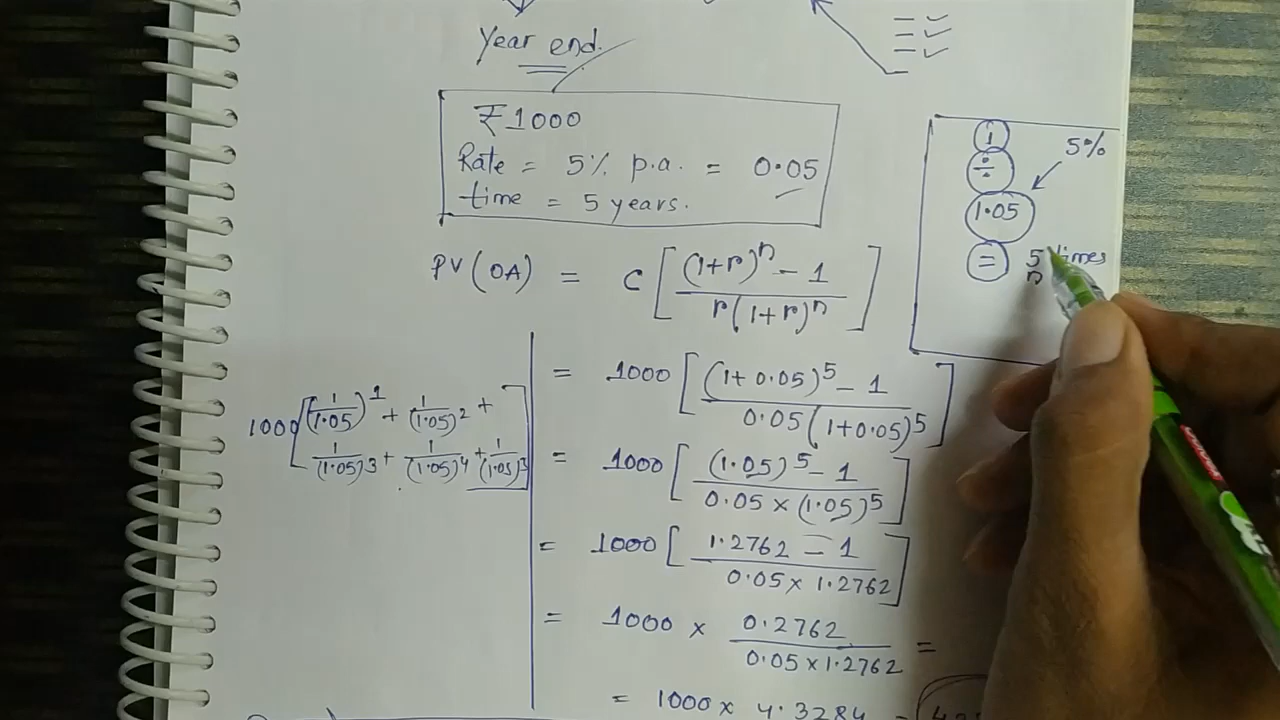 Year end.
₹1000
Rate = 5% p.a. = 0.05
time = 5 years.
PV(OA) = C [ (1+r)^n - 1 / r(1+r)^n ]
= 1000 [ (1+0.05)^5 - 1 / 0.05(1+0.05)^5 ]
= 1000 [ (1.05)^5 - 1 / 0.05 × (1.05)^5 ]
= 1000 [ 1.2762 - 1 / 0.05 × 1.2762 ]
= 1000 × 0.2762 / 0.05 × 1.2762 =
= 1000 × 4.3284 =
1000 [ (1/1.05)^1 + 1/(1.05)^2 +
1/(1.05)^3 + 1/(1.05)^4 + 1/(1.05)^5 ]
1
÷
1.05
5%
= 5 times
n